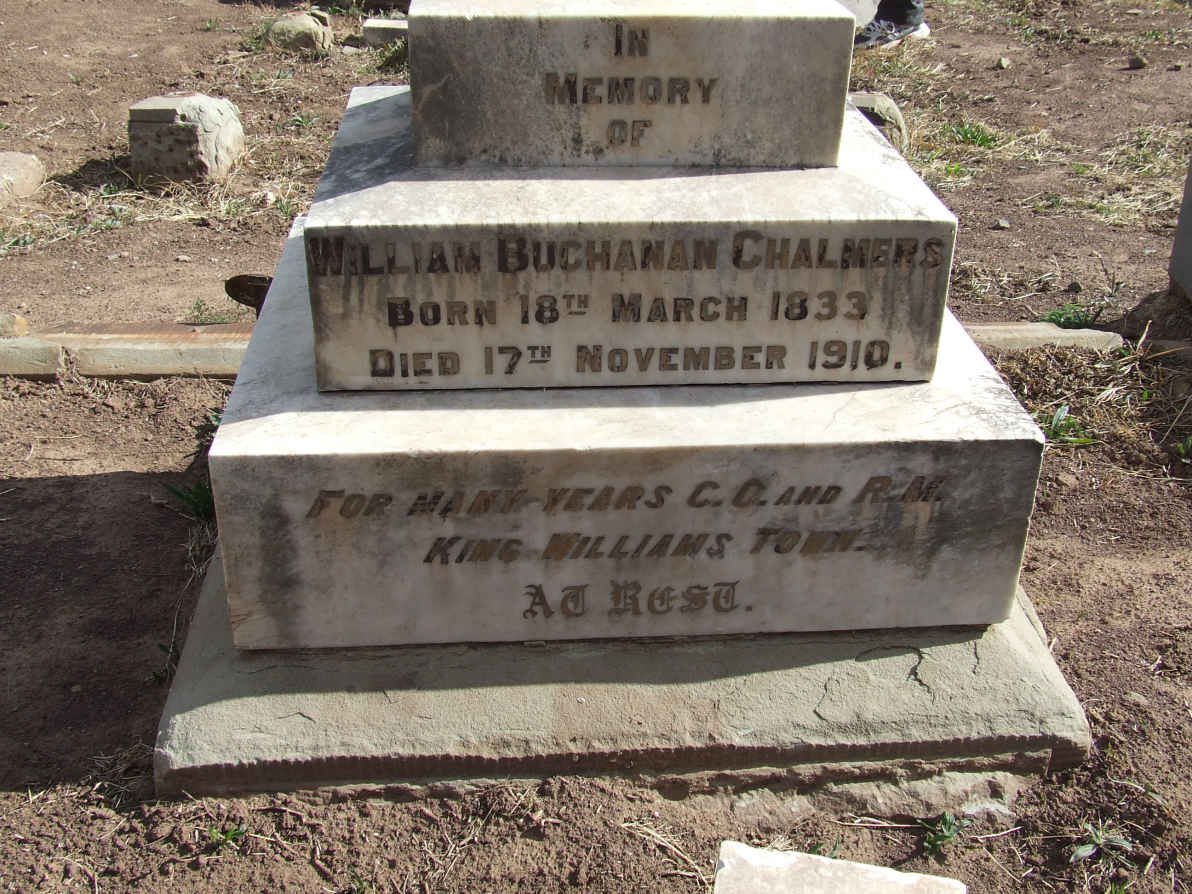 IN
MEMORY
OF
WILLIAM BUCHANAN CHALMERS
BORN 18TH MARCH 1833
DIED 17TH NOVEMBER 1910.
FOR MANY YEARS C.C. AND R.M.
KING WILLIAMS TOWN.
AT REST.